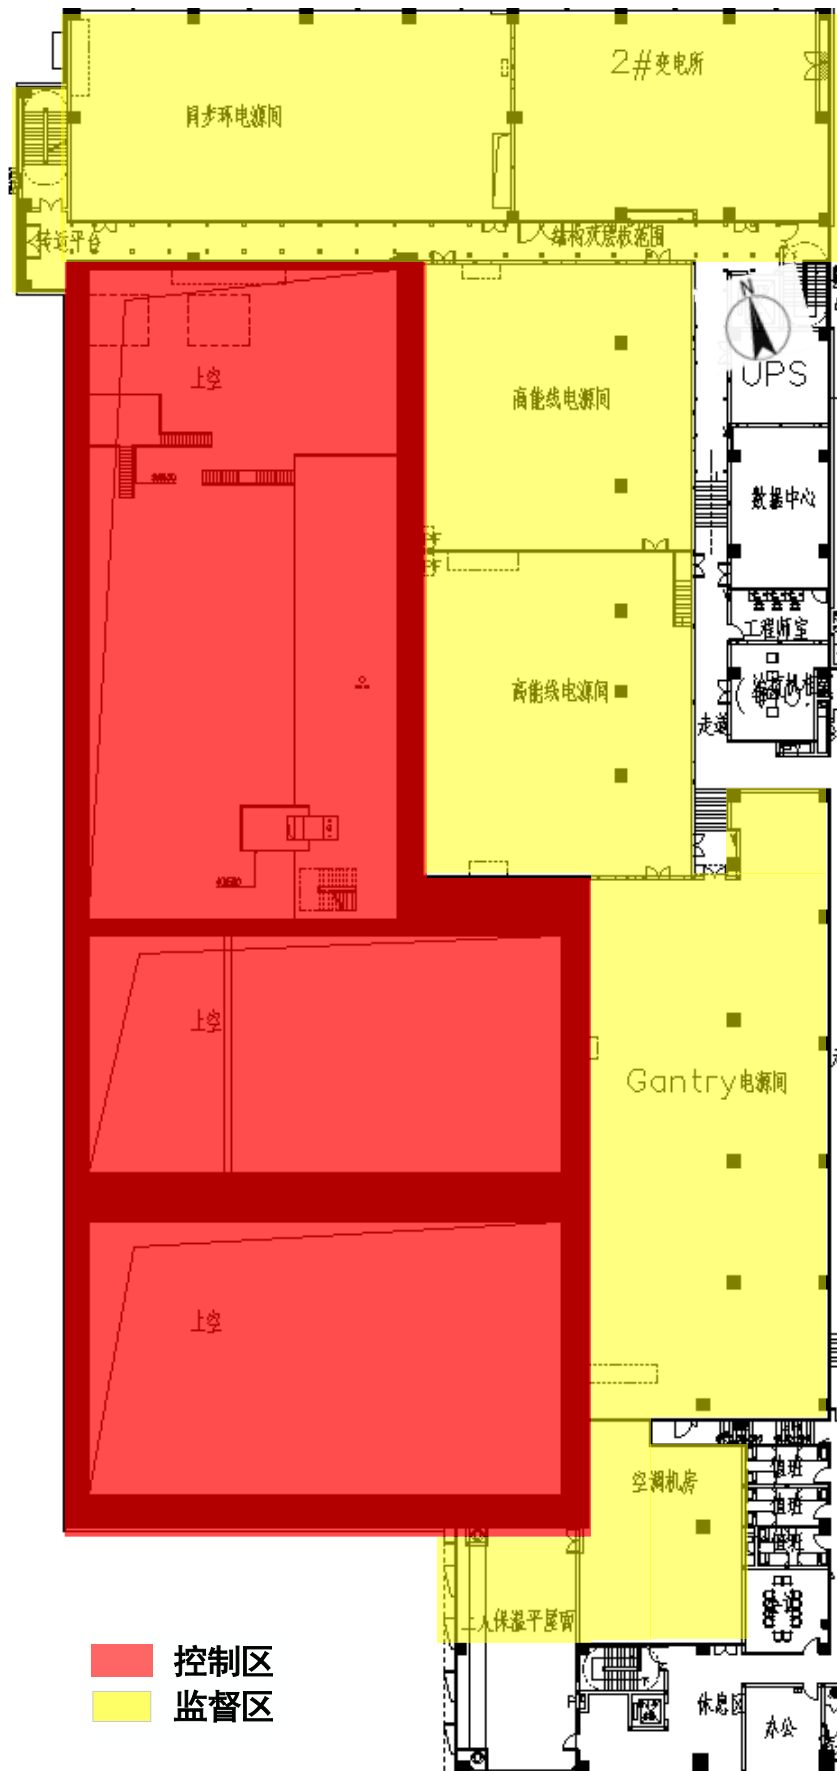 2#变电所
同步环电源间
转运平台
结构双层板范围
N
上空
UPS
高能线电源间
数据中心
工程师室
高能线电源间
走道
上空
Gantry电源间
上空
空调机房
值班
值班
值班
上人保温平屋面
控制区
监督区
休息区
办公